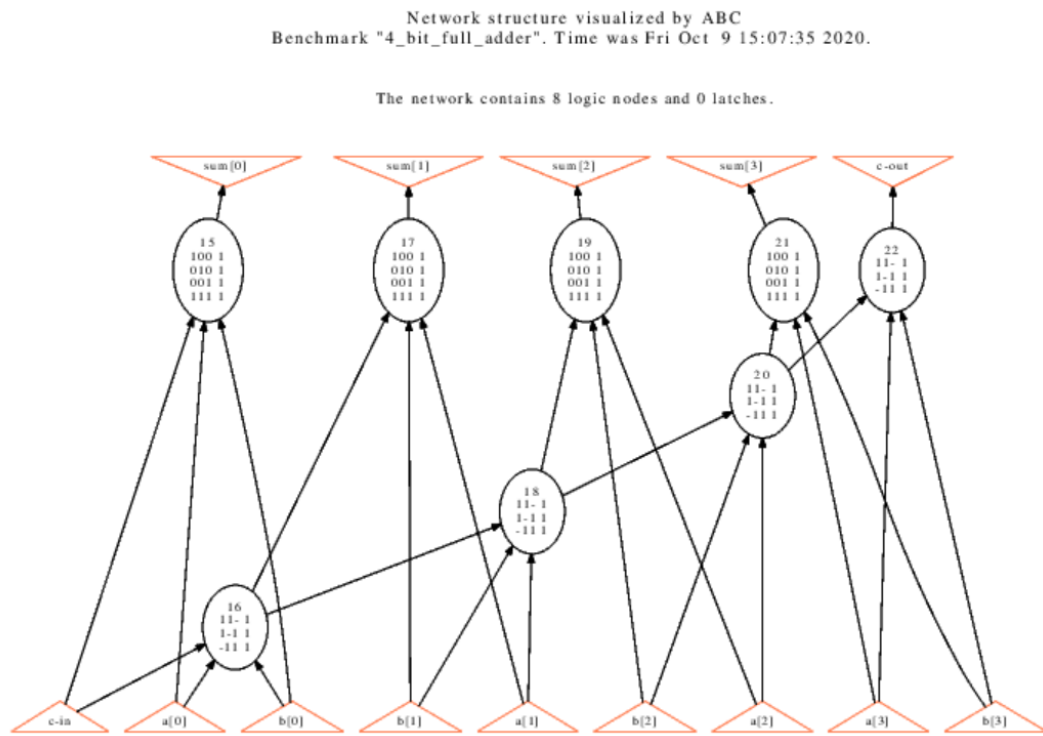 Network structure visualized by ABC
Benchmark "4_bit_full_adder". Time was Fri Oct 9 15:07:35 2020.
The network contains 8 logic nodes and 0 latches.
sum[0]
sum[1]
sum[2]
sum[3]
c-out
15
100 1
010 1
001 1
111 1
17
100 1
010 1
001 1
111 1
19
100 1
010 1
001 1
111 1
21
100 1
010 1
001 1
111 1
22
11- 1
1-1 1
-11 1
20
11- 1
1-1 1
-11 1
18
11- 1
1-1 1
-11 1
16
11- 1
1-1 1
-11 1
c-in
a[0]
b[0]
b[1]
a[1]
b[2]
a[2]
a[3]
b[3]